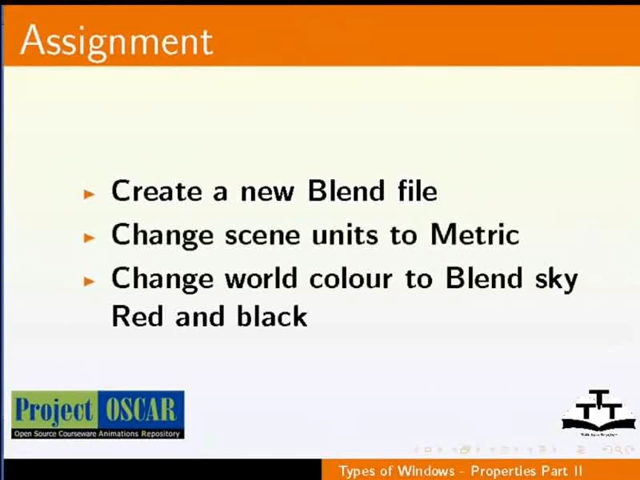 Assignment
Create a new Blend file
Change scene units to Metric
Change world colour to Blend sky
Red and black
Project OSCAR
Open Source Courseware Animations Repository
Types of Windows - Properties Part II